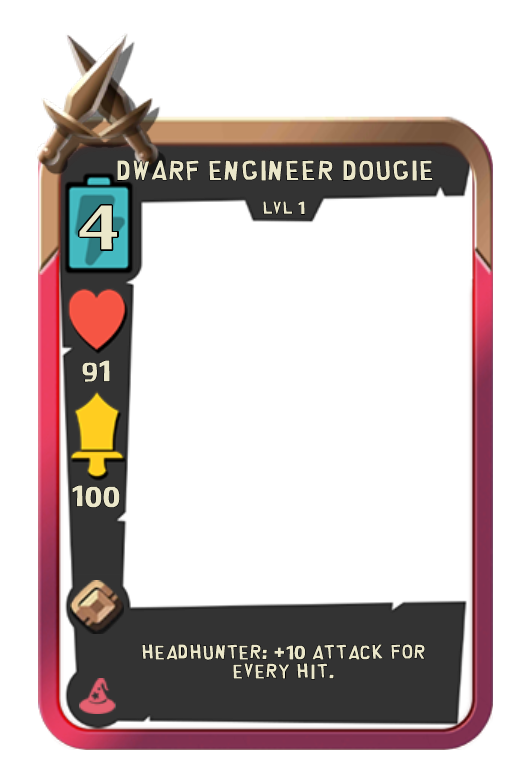 DWARF ENGINEER DOUGIE
LVL 1
4
91
100
HEADHUNTER: +10 ATTACK FOR
EVERY HIT.